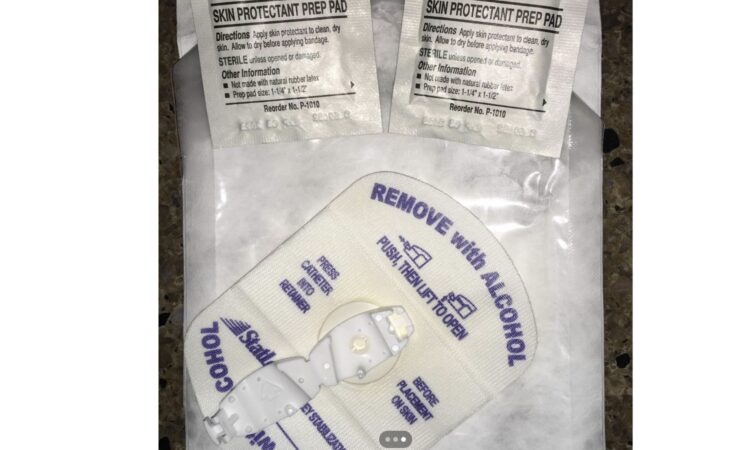 SKIN PROTECTANT PREP PAD
Directions Apply skin protectant to clean, dry
skin. Allow to dry before applying bandage.
STERILE unless opened or damaged.
Other Information
■ Not made with natural rubber latex
■ Prep pad size: 1-1/4" x 1-1/2"
Reorder No. P-1010
SKIN PROTECTANT PREP PAD
Directions Apply skin protectant to clean, dry
skin. Allow to dry before applying bandage.
STERILE unless opened or damaged.
Other Information
■ Not made with natural rubber latex
■ Prep pad size: 1-1/4" x 1-1/2"
Reorder No. P-1010
REMOVE with ALCOHOL
PUSH, THEN LIFT TO OPEN
PRESS
CATHETER
INTO
RETAINER
StatL
COHOL
BEFORE
PLACEMENT
ON SKIN
EY STABILIZATI